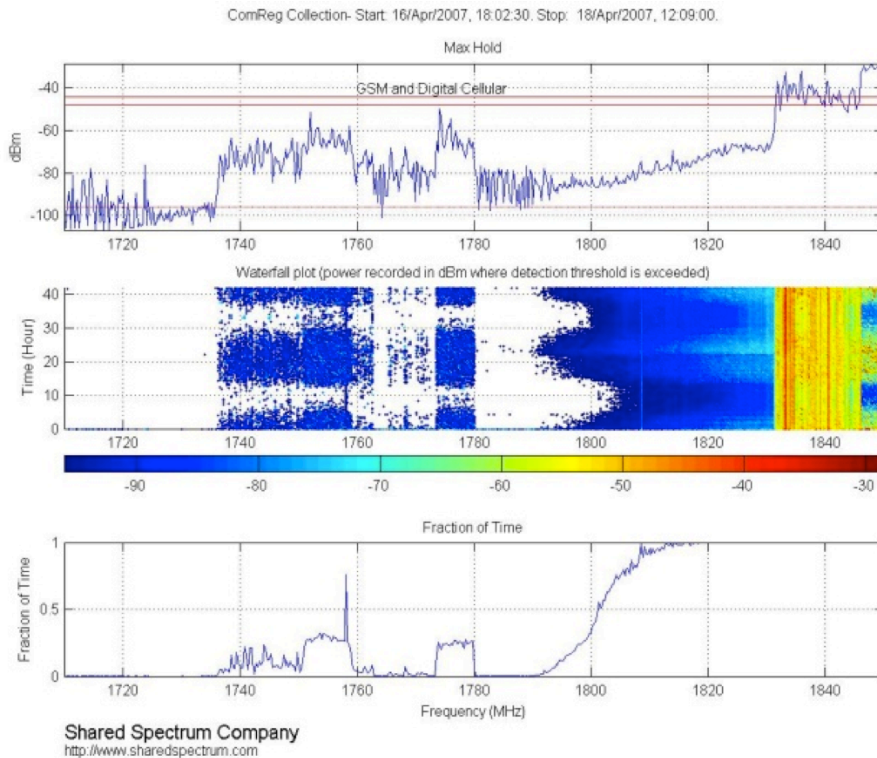 ComReg Collection- Start: 16/Apr/2007, 18:02:30. Stop:  18/Apr/2007, 12:09:00.
Max Hold
GSM and Digital Cellular
dBm
-40
-60
-80
-100
1720 1740 1760 1780 1800 1820 1840
Waterfall plot (power recorded in dBm where detection threshold is exceeded)
Time (Hour)
40
30
20
10
0
1720 1740 1760 1780 1800 1820 1840
-90 -80 -70 -60 -50 -40 -30
Fraction of Time
Fraction of Time
1
0.5
0
1720 1740 1760 1780 1800 1820 1840
Frequency (MHz)
Shared Spectrum Company
http://www.sharedspectrum.com